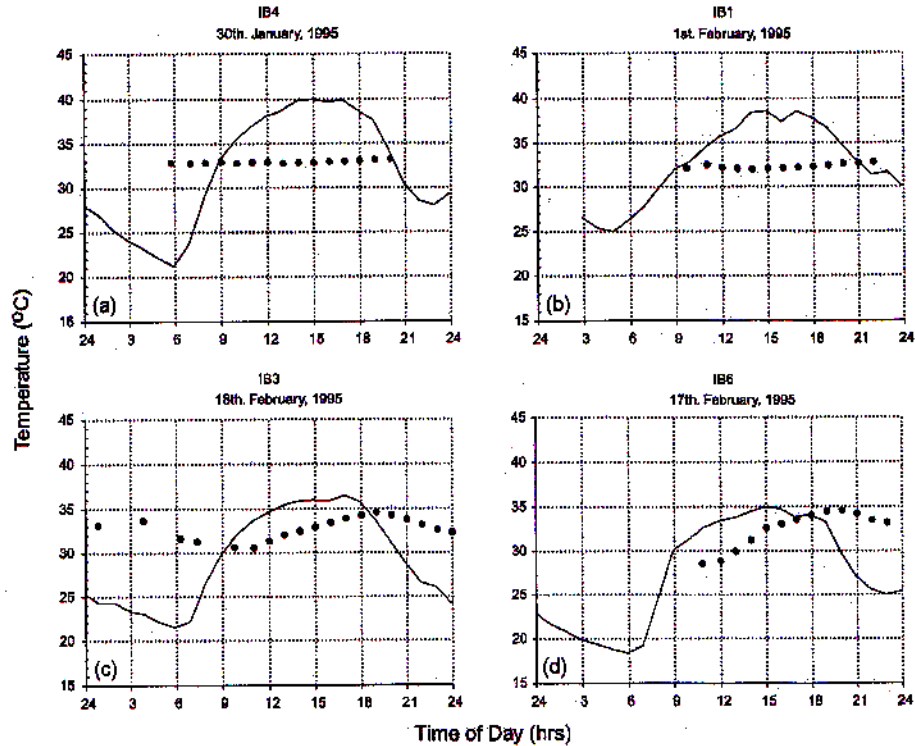 IB4
30th. January, 1995
45
40
35
30
25
20
15
(a)
24 3 6 9 12 15 18 21 24
IB1
1st. February, 1995
45
40
35
30
25
20
15
(b)
24 3 6 9 12 15 18 21 24
Temperature (ºC)
IB3
18th. February, 1995
45
40
35
30
25
20
15
(c)
24 3 6 9 12 15 18 21 24
IB6
17th. February, 1995
45
40
35
30
25
20
15
(d)
24 3 6 9 12 15 18 21 24
Time of Day (hrs)